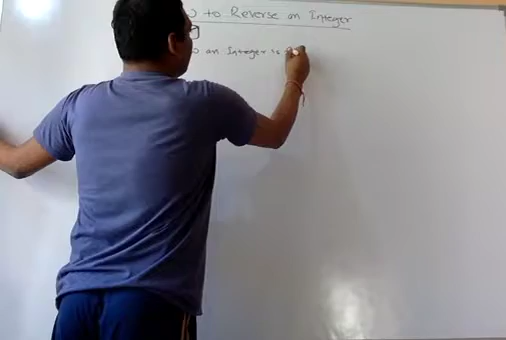 to Reverse an Integer
an Integer is